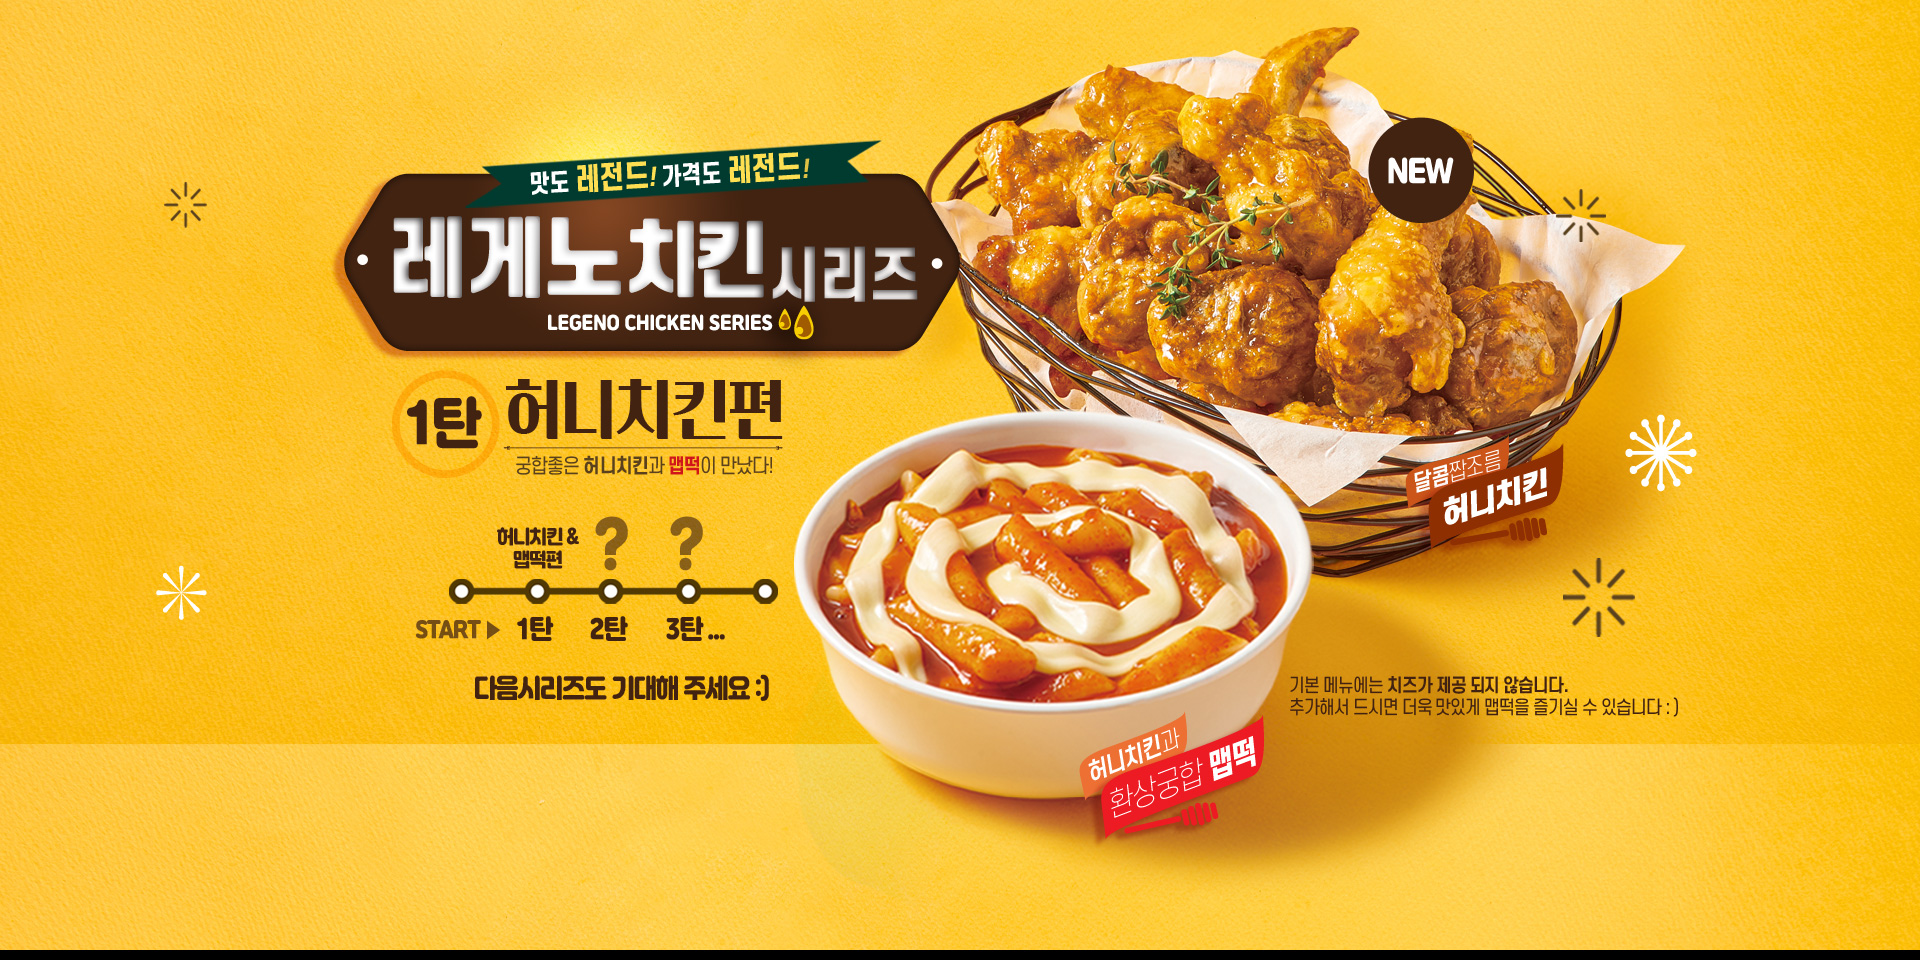 맛도 레전드! 가격도 레전드!
레게노치킨시리즈
LEGENO CHICKEN SERIES
1탄 허니치킨편
궁합좋은 허니치킨과 맵떡이 만났다!
허니치킨 &
맵떡편
? ?
START ▶ 1탄 2탄 3탄 ...
다음시리즈도 기대해 주세요 :)
NEW
달콤짭조름
허니치킨
허니치킨과
환상궁합 맵떡
기본 메뉴에는 치즈가 제공 되지 않습니다.
추가해서 드시면 더욱 맛있게 맵떡을 즐기실 수 있습니다 : )